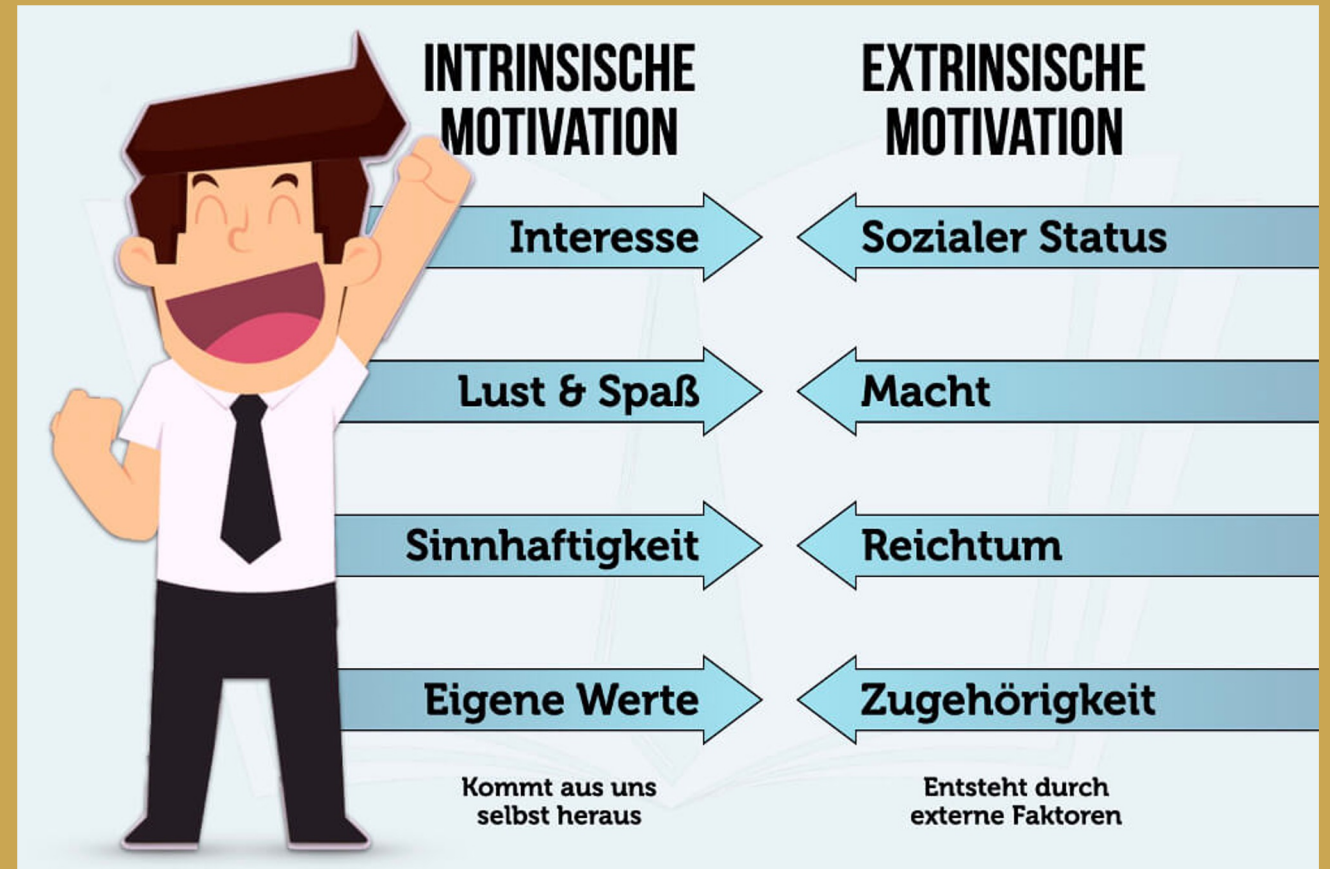 INTRINSISCHE
MOTIVATION
Interesse
Lust & Spaß
Sinnhaftigkeit
Eigene Werte
Kommt aus uns
selbst heraus
EXTRINSISCHE
MOTIVATION
Sozialer Status
Macht
Reichtum
Zugehörigkeit
Entsteht durch
externe Faktoren